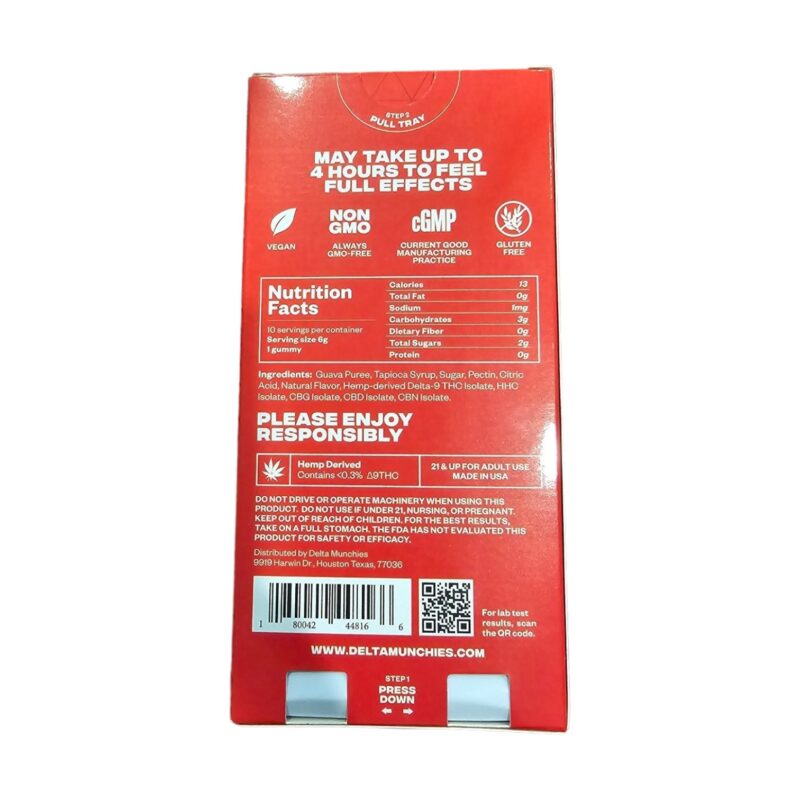 STEP 2
PULL TRAY
MAY TAKE UP TO
4 HOURS TO FEEL
FULL EFFECTS
VEGAN
NON
GMO
ALWAYS
GMO-FREE
cGMP
CURRENT GOOD
MANUFACTURING
PRACTICE
GLUTEN
FREE
Nutrition
Facts
10 servings per container
Serving size 6g
1 gummy
Calories 13
Total Fat 0g
Sodium 1mg
Carbohydrates 3g
Dietary Fiber 0g
Total Sugars 2g
Protein 0g
Ingredients: Guava Puree, Tapioca Syrup, Sugar, Pectin, Citric
Acid, Natural Flavor, Hemp-derived Delta-9 THC Isolate, HHC
Isolate, CBG Isolate, CBD Isolate, CBN Isolate.
PLEASE ENJOY
RESPONSIBLY
Hemp Derived
Contains <0.3% Δ9THC
21 & UP FOR ADULT USE
MADE IN USA
DO NOT DRIVE OR OPERATE MACHINERY WHEN USING THIS
PRODUCT. DO NOT USE IF UNDER 21, NURSING, OR PREGNANT.
KEEP OUT OF REACH OF CHILDREN. FOR THE BEST RESULTS,
TAKE ON A FULL STOMACH. THE FDA HAS NOT EVALUATED THIS
PRODUCT FOR SAFETY OR EFFICACY.
Distributed by Delta Munchies
9919 Harwin Dr., Houston Texas, 77036
1 80042 44816 6
For lab test
results, scan
the QR code.
WWW.DELTAMUNCHIES.COM
STEP 1
PRESS
DOWN